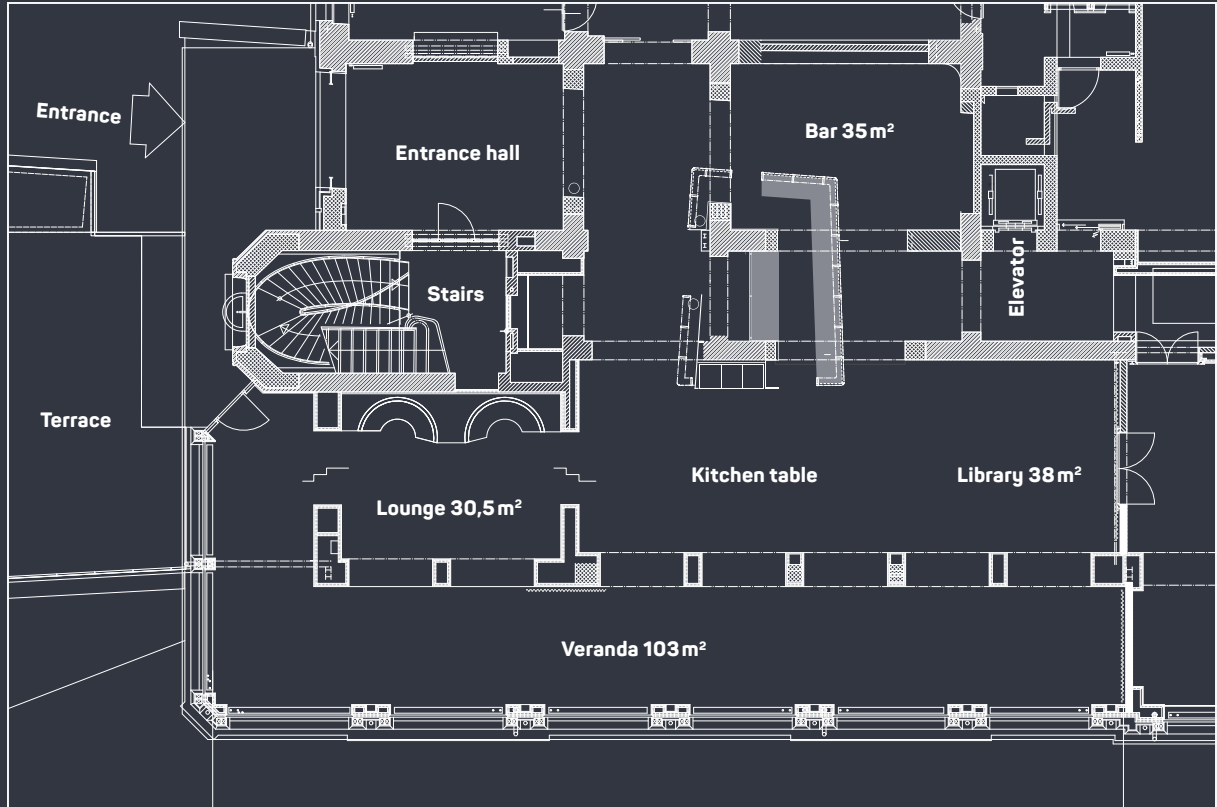 Entrance
Entrance hall
Bar 35 m²
Stairs
Elevator
Terrace
Lounge 30,5 m²
Kitchen table
Library 38 m²
Veranda 103 m²